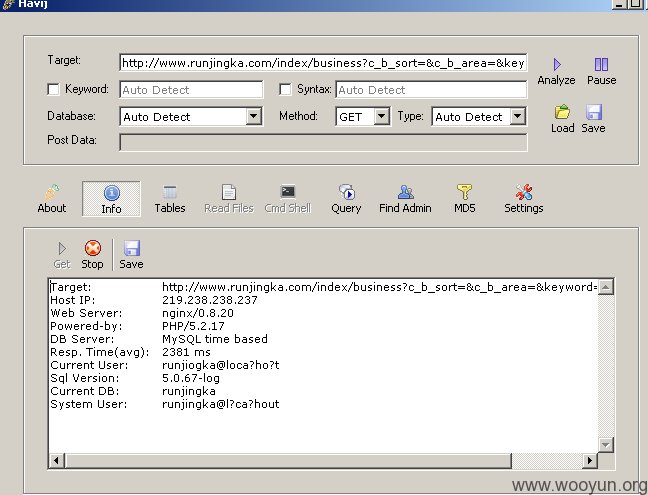 Havij
Target: http://www.runjingka.com/index/business?c_b_sort=&c_b_area=&key
Analyze Pause
Keyword: Auto Detect Syntax: Auto Detect
Database: Auto Detect Method: GET Type: Auto Detect
Load Save
Post Data:
About Info Tables Read Files Cmd Shell Query Find Admin MD5 Settings
Get Stop Save
Target: http://www.runjingka.com/index/business?c_b_sort=&c_b_area=&keyword=
Host IP: 219.238.238.237
Web Server: nginx/0.8.20
Powered-by: PHP/5.2.17
DB Server: MySQL time based
Resp. Time(avg): 2381 ms
Current User: runjiogka@loca?ho?t
Sql Version: 5.0.67-log
Current DB: runjingka
System User: runjingka@l?ca?hout
www.wooyun.org